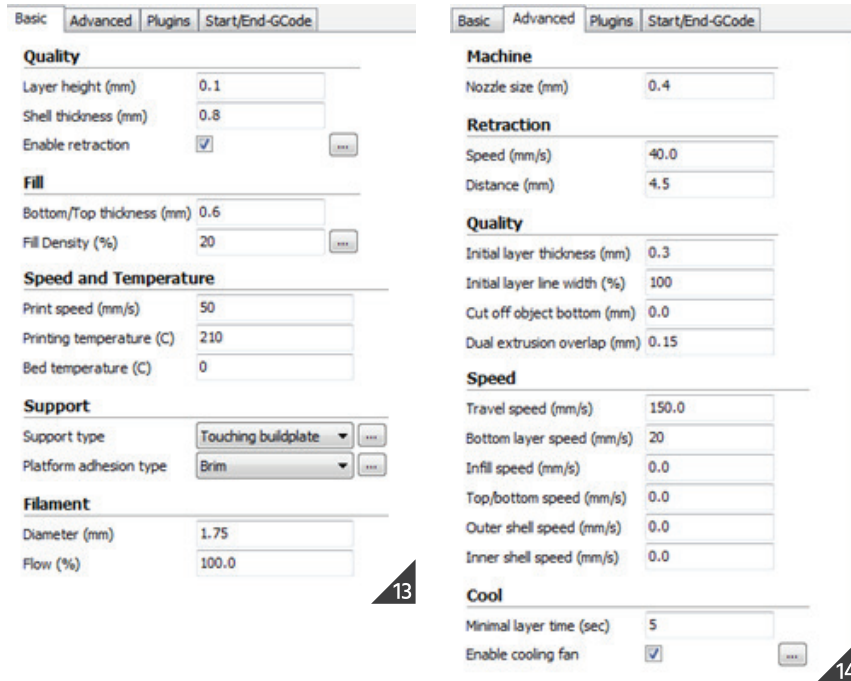 Basic Advanced Plugins Start/End-GCode
Quality
Layer height (mm) 0.1
Shell thickness (mm) 0.8
Enable retraction ...
Fill
Bottom/Top thickness (mm) 0.6
Fill Density (%) 20 ...
Speed and Temperature
Print speed (mm/s) 50
Printing temperature (C) 210
Bed temperature (C) 0
Support
Support type Touching buildplate ...
Platform adhesion type Brim ...
Filament
Diameter (mm) 1.75
Flow (%) 100.0
13
Basic Advanced Plugins Start/End-GCode
Machine
Nozzle size (mm) 0.4
Retraction
Speed (mm/s) 40.0
Distance (mm) 4.5
Quality
Initial layer thickness (mm) 0.3
Initial layer line width (%) 100
Cut off object bottom (mm) 0.0
Dual extrusion overlap (mm) 0.15
Speed
Travel speed (mm/s) 150.0
Bottom layer speed (mm/s) 20
Infill speed (mm/s) 0.0
Top/bottom speed (mm/s) 0.0
Outer shell speed (mm/s) 0.0
Inner shell speed (mm/s) 0.0
Cool
Minimal layer time (sec) 5
Enable cooling fan ...
14